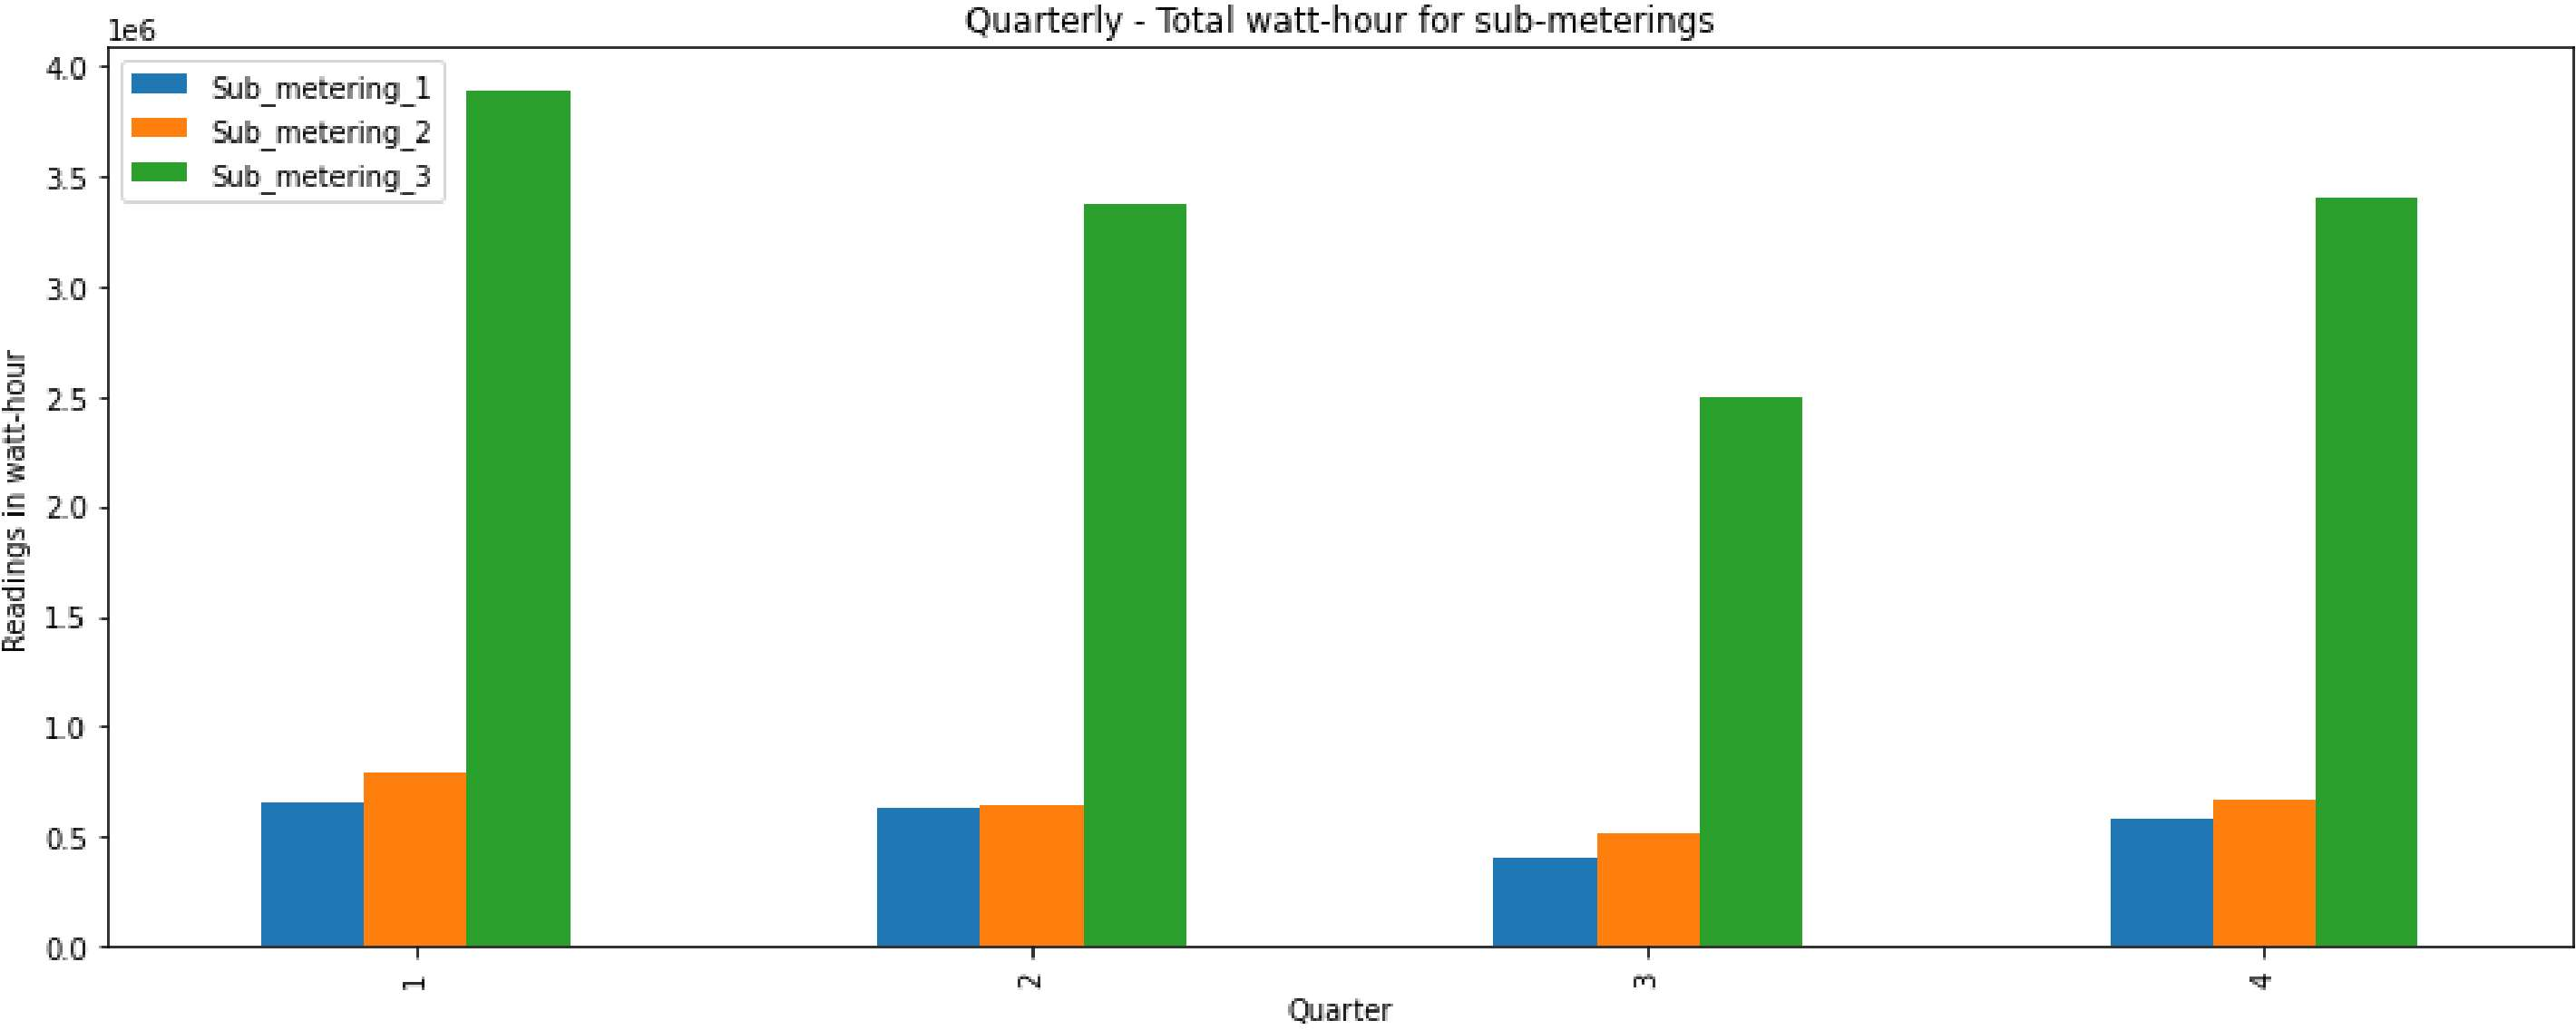 Quarterly - Total watt-hour for sub-meterings
1e6
4.0
3.5
3.0
2.5
2.0
1.5
1.0
0.5
0.0
Readings in watt-hour
Sub_metering_1
Sub_metering_2
Sub_metering_3
1
2
3
4
Quarter